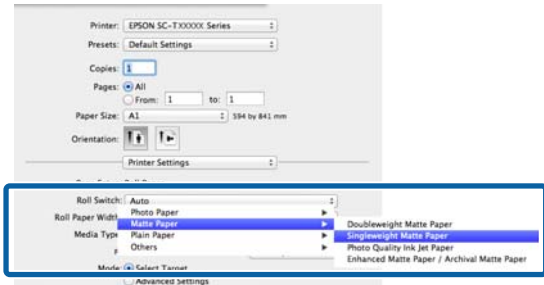 Printer: EPSON SC-TXXXXX Series
Presets: Default Settings
Copies: 1
Pages: All
From: 1 to: 1
Paper Size: A1 594 by 841 mm
Orientation:
Printer Settings
Roll Switch: Auto
Photo Paper
Roll Paper Width
Matte Paper
Doubleweight Matte Paper
Media Type
Plain Paper
Singleweight Matte Paper
Others
Photo Quality Ink Jet Paper
Enhanced Matte Paper / Archival Matte Paper
Mode: Select Target
Advanced Settings